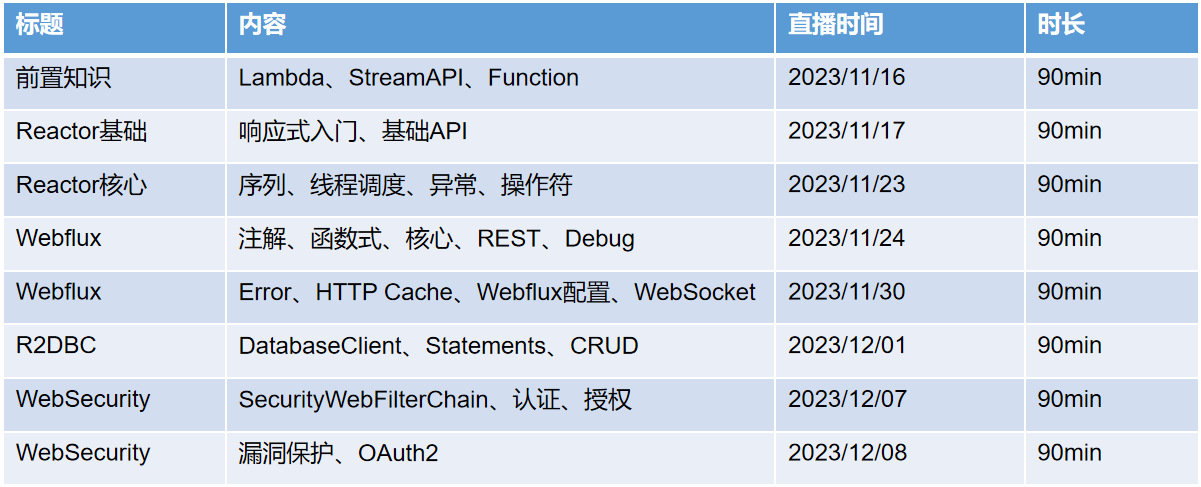 标题 内容 直播时间 时长
前置知识 Lambda、StreamAPI、Function 2023/11/16 90min
Reactor基础 响应式入门、基础API 2023/11/17 90min
Reactor核心 序列、线程调度、异常、操作符 2023/11/23 90min
Webflux 注解、函数式、核心、REST、Debug 2023/11/24 90min
Webflux Error、HTTP Cache、Webflux配置、WebSocket 2023/11/30 90min
R2DBC DatabaseClient、Statements、CRUD 2023/12/01 90min
WebSecurity SecurityWebFilterChain、认证、授权 2023/12/07 90min
WebSecurity 漏洞保护、OAuth2 2023/12/08 90min